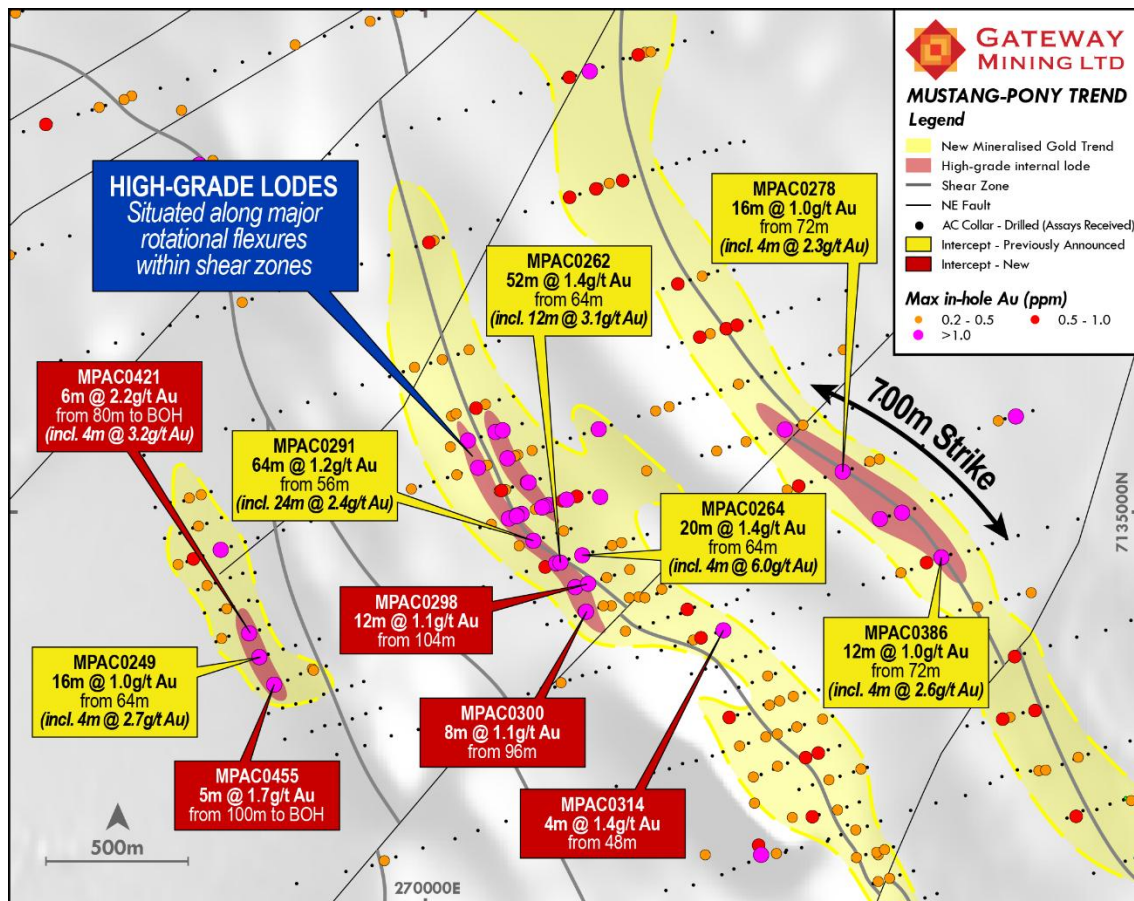 GATEWAY
MINING LTD
MUSTANG-PONY TREND
Legend
New Mineralised Gold Trend
High-grade internal lode
Shear Zone
NE Fault
AC Collar - Drilled (Assays Received)
Intercept - Previously Announced
Intercept - New
Max in-hole Au (ppm)
0.2 - 0.5
0.5 - 1.0
>1.0
HIGH-GRADE LODES
Situated along major
rotational flexures
within shear zones
MPAC0278
16m @ 1.0g/t Au
from 72m
(incl. 4m @ 2.3g/t Au)
MPAC0262
52m @ 1.4g/t Au
from 64m
(incl. 12m @ 3.1g/t Au)
MPAC0421
6m @ 2.2g/t Au
from 80m to BOH
(incl. 4m @ 3.2g/t Au)
MPAC0291
64m @ 1.2g/t Au
from 56m
(incl. 24m @ 2.4g/t Au)
700m Strike
MPAC0264
20m @ 1.4g/t Au
from 64m
(incl. 4m @ 6.0g/t Au)
7135000N
MPAC0298
12m @ 1.1g/t Au
from 104m
MPAC0386
12m @ 1.0g/t Au
from 72m
(incl. 4m @ 2.6g/t Au)
MPAC0249
16m @ 1.0g/t Au
from 64m
(incl. 4m @ 2.7g/t Au)
MPAC0300
8m @ 1.1g/t Au
from 96m
MPAC0455
5m @ 1.7g/t Au
from 100m to BOH
MPAC0314
4m @ 1.4g/t Au
from 48m
500m
270000E